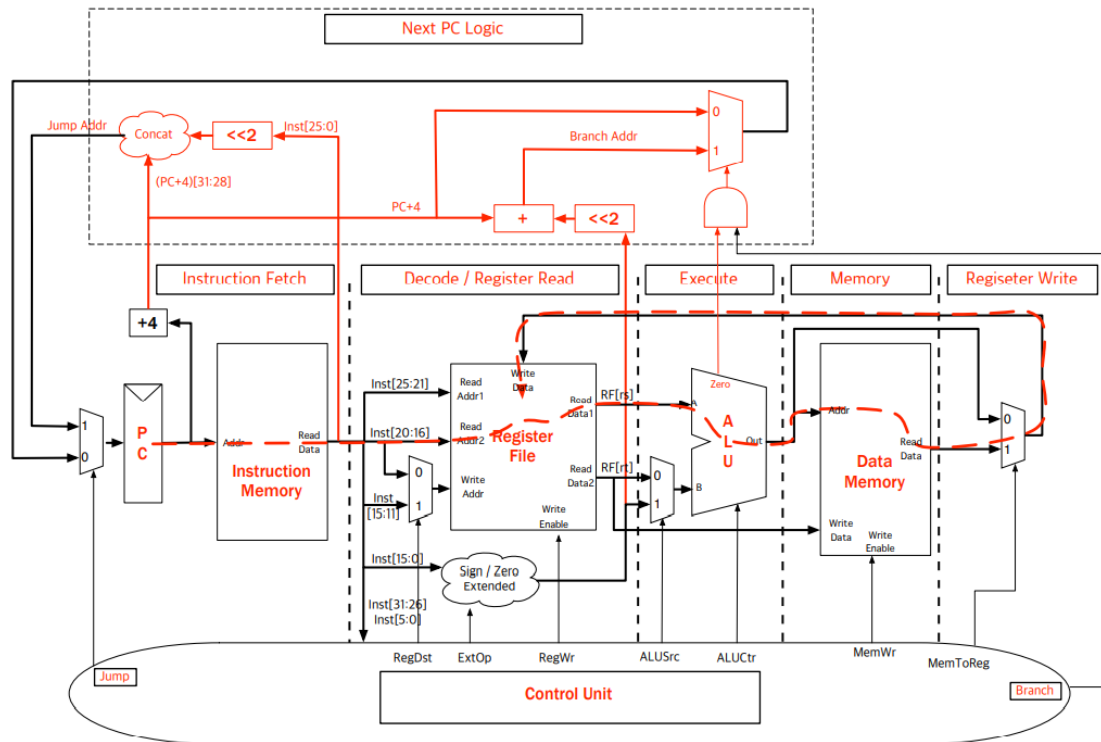 Next PC Logic
Jump Addr
Concat
<<2
Inst[25:0]
0
Branch Addr
1
(PC+4)[31:28]
PC+4
+
<<2
Instruction Fetch
Decode / Register Read
Execute
Memory
Regiseter Write
+4
1
0
P
C
Addr
Read
Data
Instruction
Memory
Inst[25:21]
Inst[20:16]
0
1
Inst
[15:11]
Inst[15:0]
Inst[31:26]
Inst[5:0]
Read
Addr1
Read
Addr2
Write
Addr
Write
Data
Register
File
Read
Data1
Read
Data2
Write
Enable
Sign / Zero
Extended
RF[rs]
RF[rt]
0
1
A
B
Zero
A
L
U
Out
Addr
Read
Data
Data
Memory
Write
Data
Write
Enable
0
1
Jump
RegDst
ExtOp
RegWr
ALUSrc
ALUCtr
MemWr
MemToReg
Branch
Control Unit